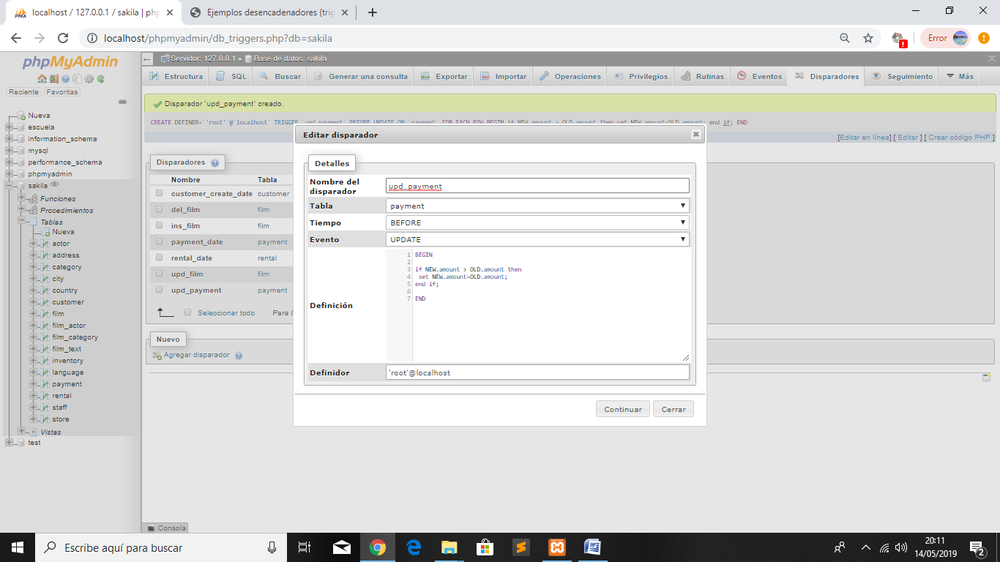 localhost / 127.0.0.1 / sakila | php
Ejemplos desencadenadores (trig
localhost/phpmyadmin/db_triggers.php?db=sakila
Error
phpMyAdmin
Reciente Favoritas
Nueva
escuela
information_schema
mysql
performance_schema
phpmyadmin
sakila
Funciones
Procedimientos
Tablas
Nueva
actor
address
category
city
country
customer
film
film_actor
film_category
film_text
inventory
language
payment
rental
staff
store
Vistas
test
Servidor: 127.0.0.1 » Base de datos: sakila
Estructura SQL Buscar Generar una consulta Exportar Importar Operaciones Privilegios Rutinas Eventos Disparadores Seguimiento Más
Disparador `upd_payment` creado.
CREATE DEFINER=`'root'`@`localhost` TRIGGER `upd_payment` BEFORE UPDATE ON `payment` FOR EACH ROW BEGIN if NEW.amount > OLD.amount then set NEW.amount=OLD.amount; end if; END
[Editar en línea] [ Editar ] [ Crear código PHP ]
Disparadores
Nombre Tabla
customer_create_date customer
del_film film
ins_film film
payment_date payment
rental_date rental
upd_film film
upd_payment payment
Seleccionar todo
Nuevo
Agregar disparador
Editar disparador
Detalles
Nombre del disparador upd_payment
Tabla payment
Tiempo BEFORE
Evento UPDATE
Definición
1 BEGIN
2
3 if NEW.amount > OLD.amount then
4 set NEW.amount=OLD.amount;
5 end if;
6
7 END
Definidor 'root'@localhost
Continuar Cerrar
Consola
Escribe aquí para buscar
20:11
14/05/2019
2